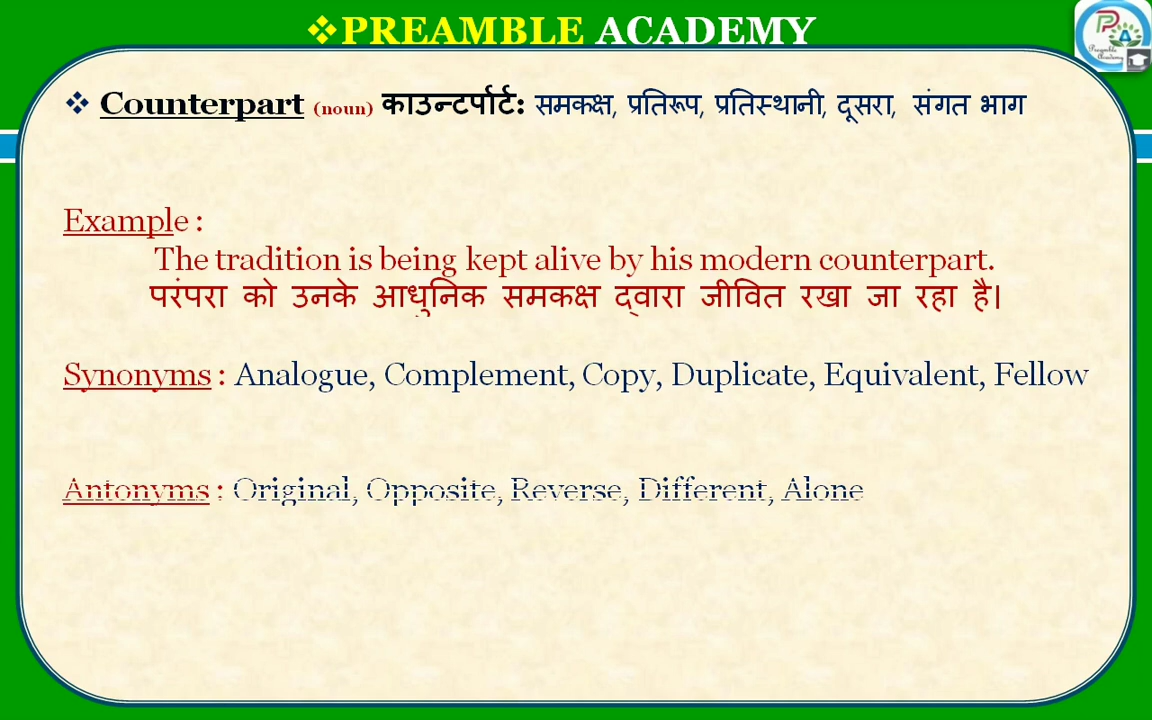 ❖PREAMBLE ACADEMY
Preamble Academy
❖ Counterpart (noun) काउन्टर्पार्ट: समकक्ष, प्रतिरूप, प्रतिस्थानी, दूसरा, संगत भाग
Example :
The tradition is being kept alive by his modern counterpart.
परंपरा को उनके आधुनिक समकक्ष द्वारा जीवित रखा जा रहा है।
Synonyms : Analogue, Complement, Copy, Duplicate, Equivalent, Fellow
Antonyms : Original, Opposite, Reverse, Different, Alone